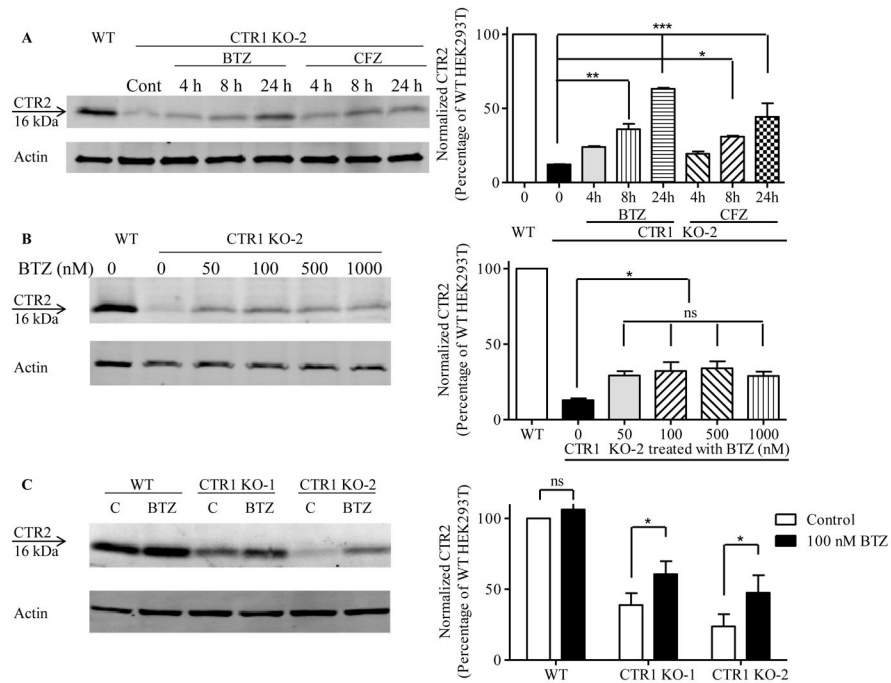 A
WT
CTR1 KO-2
BTZ
CFZ
Cont
4 h
8 h
24 h
4 h
8 h
24 h
CTR2
16 kDa
Actin
Normalized CTR2
(Percentage of WT HEK293T)
100
50
0
***
*
**
0
0
4h
8h
24h
4h
8h
24h
BTZ
CFZ
WT
CTR1 KO-2
B
WT
CTR1 KO-2
BTZ (nM)
0
0
50
100
500
1000
CTR2
16 kDa
Actin
Normalized CTR2
(Percentage of WT HEK293T)
100
50
0
*
ns
WT
0
50
100
500
1000
CTR1 KO-2 treated with BTZ (nM)
C
WT
CTR1 KO-1
CTR1 KO-2
C
BTZ
C
BTZ
C
BTZ
CTR2
16 kDa
Actin
Normalized CTR2
(Percentage of WT HEK293T)
100
50
0
ns
*
*
Control
100 nM BTZ
WT
CTR1 KO-1
CTR1 KO-2